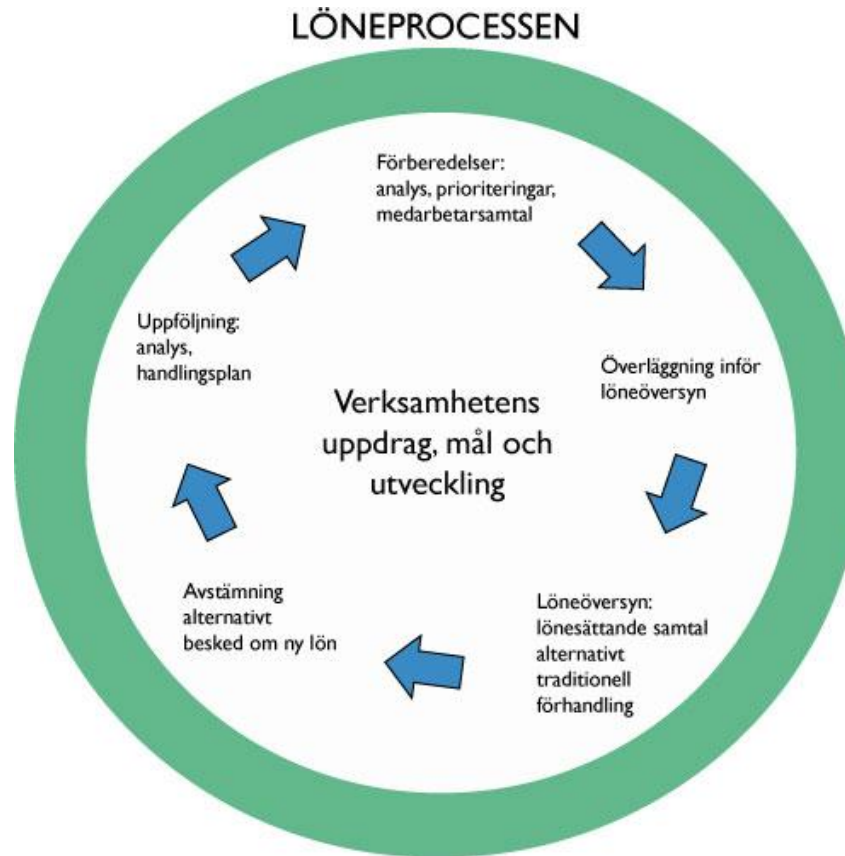 LÖNEPROCESSEN
Förberedelser:
analys, prioriteringar,
medarbetarsamtal
Överläggning inför
löneöversyn
Löneöversyn:
lönesättande samtal
alternativt
traditionell
förhandling
Avstämning
alternativt
besked om ny lön
Uppföljning:
analys,
handlingsplan
Verksamhetens
uppdrag, mål och
utveckling